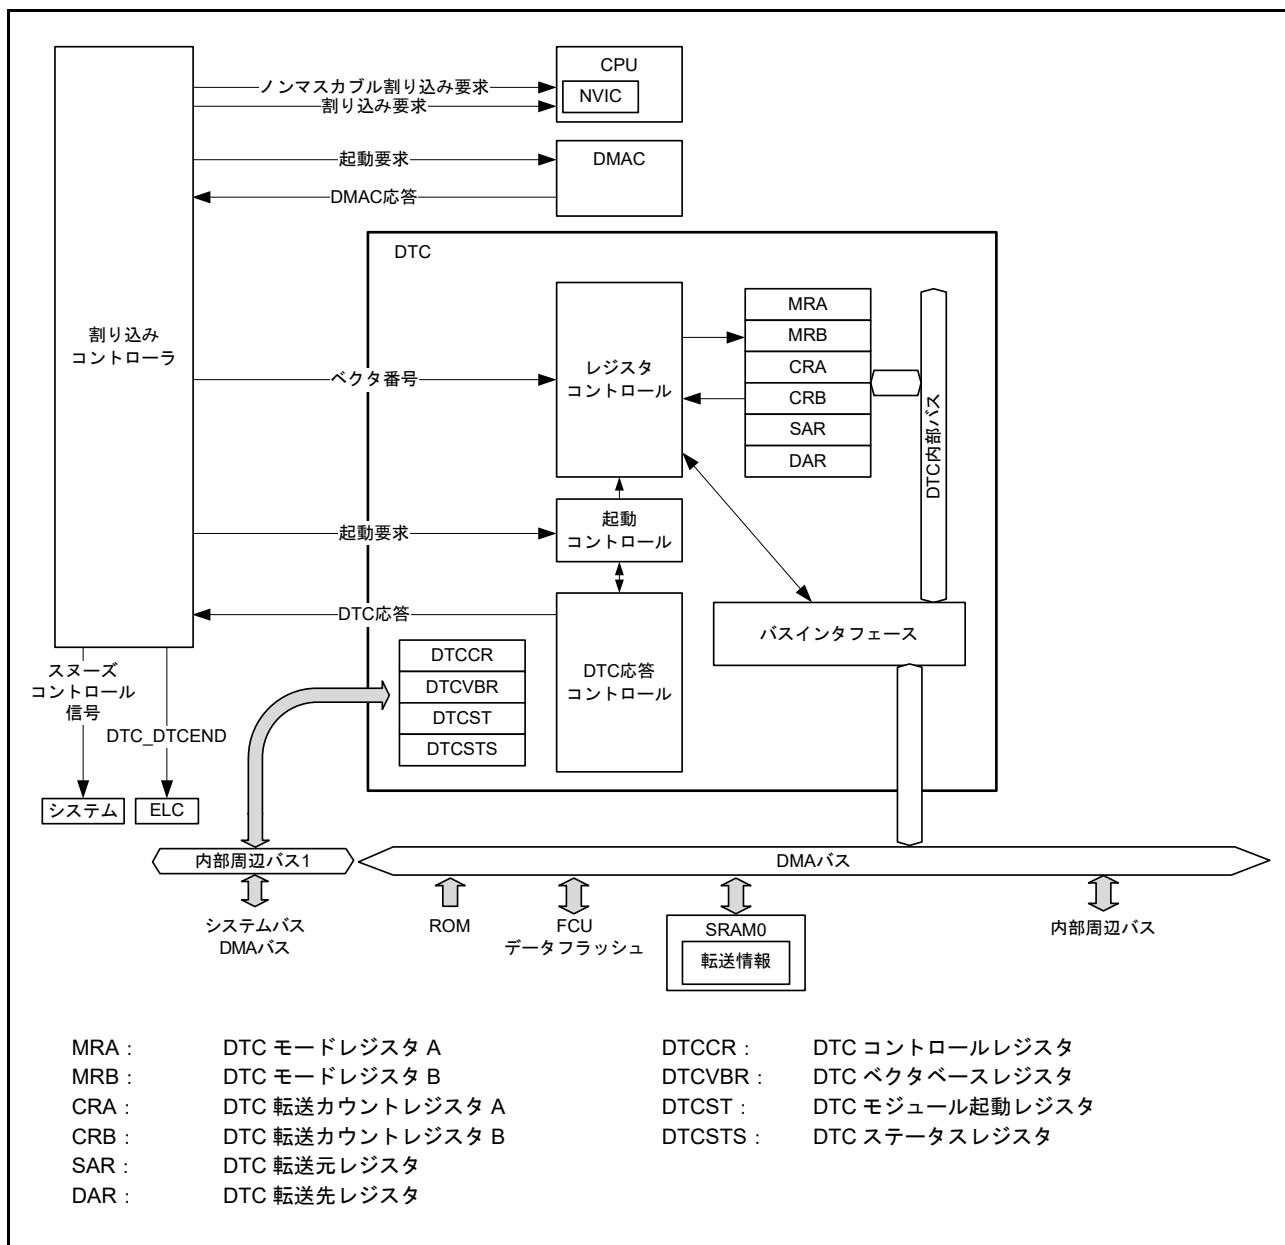 CPU
NVIC
ノンマスカブル割り込み要求
割り込み要求
起動要求
DMAC
DMAC応答
DTC
割り込み
コントローラ
ベクタ番号
レジスタ
コントロール
MRA
MRB
CRA
CRB
SAR
DAR
DTC内部バス
起動要求
起動
コントロール
DTC応答
バスインタフェース
DTCCR
DTCVBR
DTCST
DTCSTS
DTC応答
コントロール
スヌーズ
コントロール
信号
DTC_DTCEND
システム
ELC
内部周辺バス1
DMAバス
システムバス
DMAバス
ROM
FCU
データフラッシュ
SRAM0
転送情報
内部周辺バス
MRA : DTC モードレジスタ A
MRB : DTC モードレジスタ B
CRA : DTC 転送カウントレジスタ A
CRB : DTC 転送カウントレジスタ B
SAR : DTC 転送元レジスタ
DAR : DTC 転送先レジスタ
DTCCR : DTC コントロールレジスタ
DTCVBR : DTC ベクタベースレジスタ
DTCST : DTC モジュール起動レジスタ
DTCSTS : DTC ステータスレジスタ